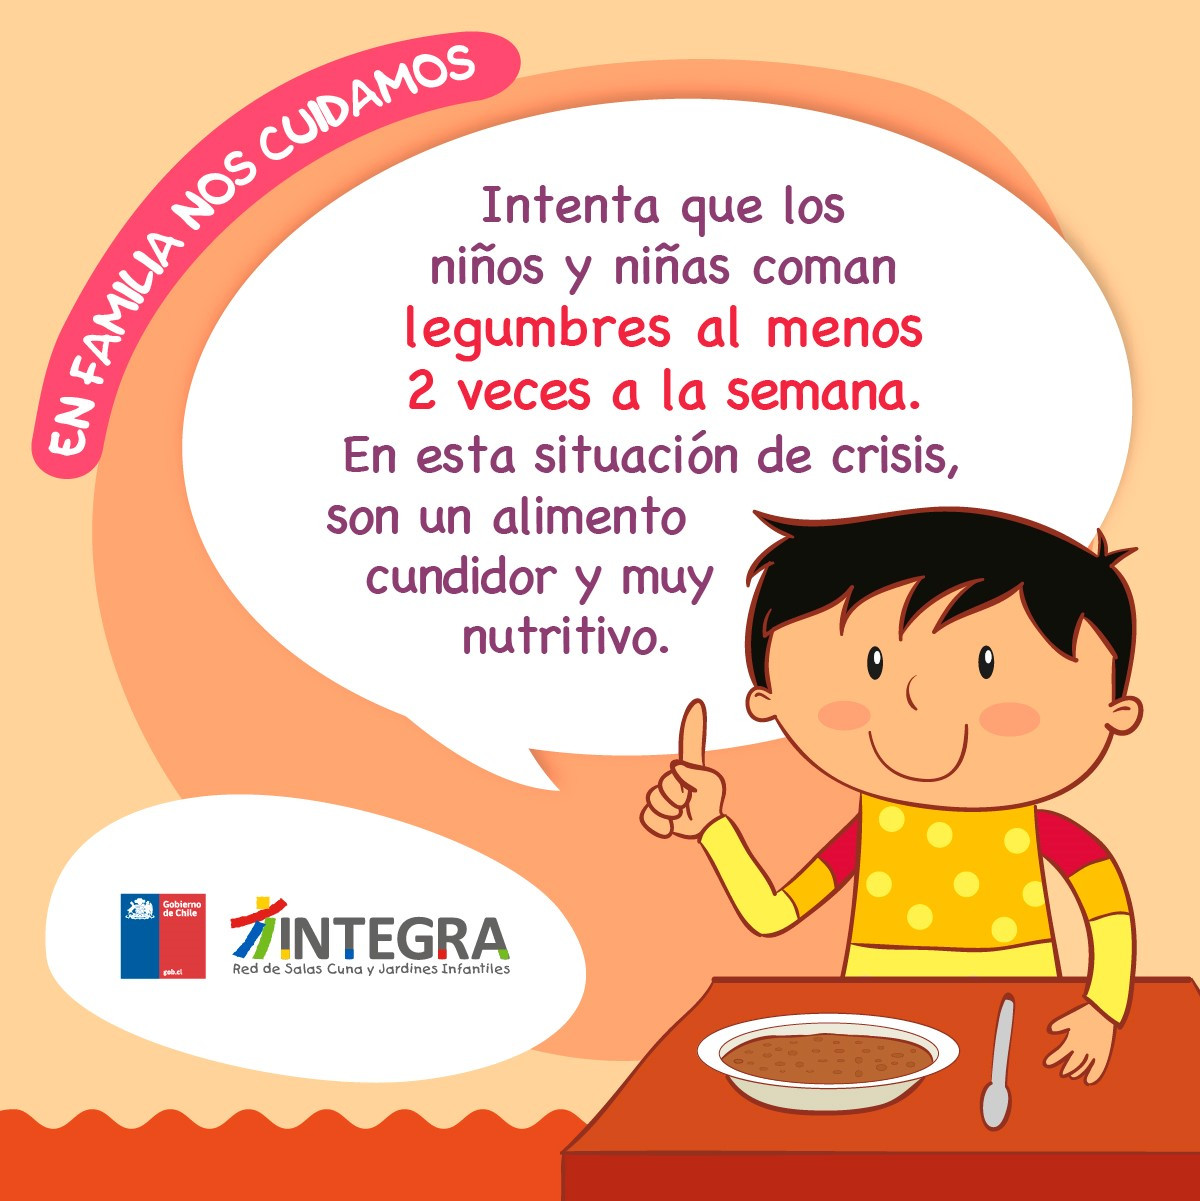 EN FAMILIA NOS CUIDAMOS
Intenta que los
niños y niñas coman
legumbres al menos
2 veces a la semana.
En esta situación de crisis,
son un alimento
cundidor y muy
nutritivo.
Gobierno
de Chile
gob.cl
INTEGRA
Red de Salas Cuna y Jardines Infantiles